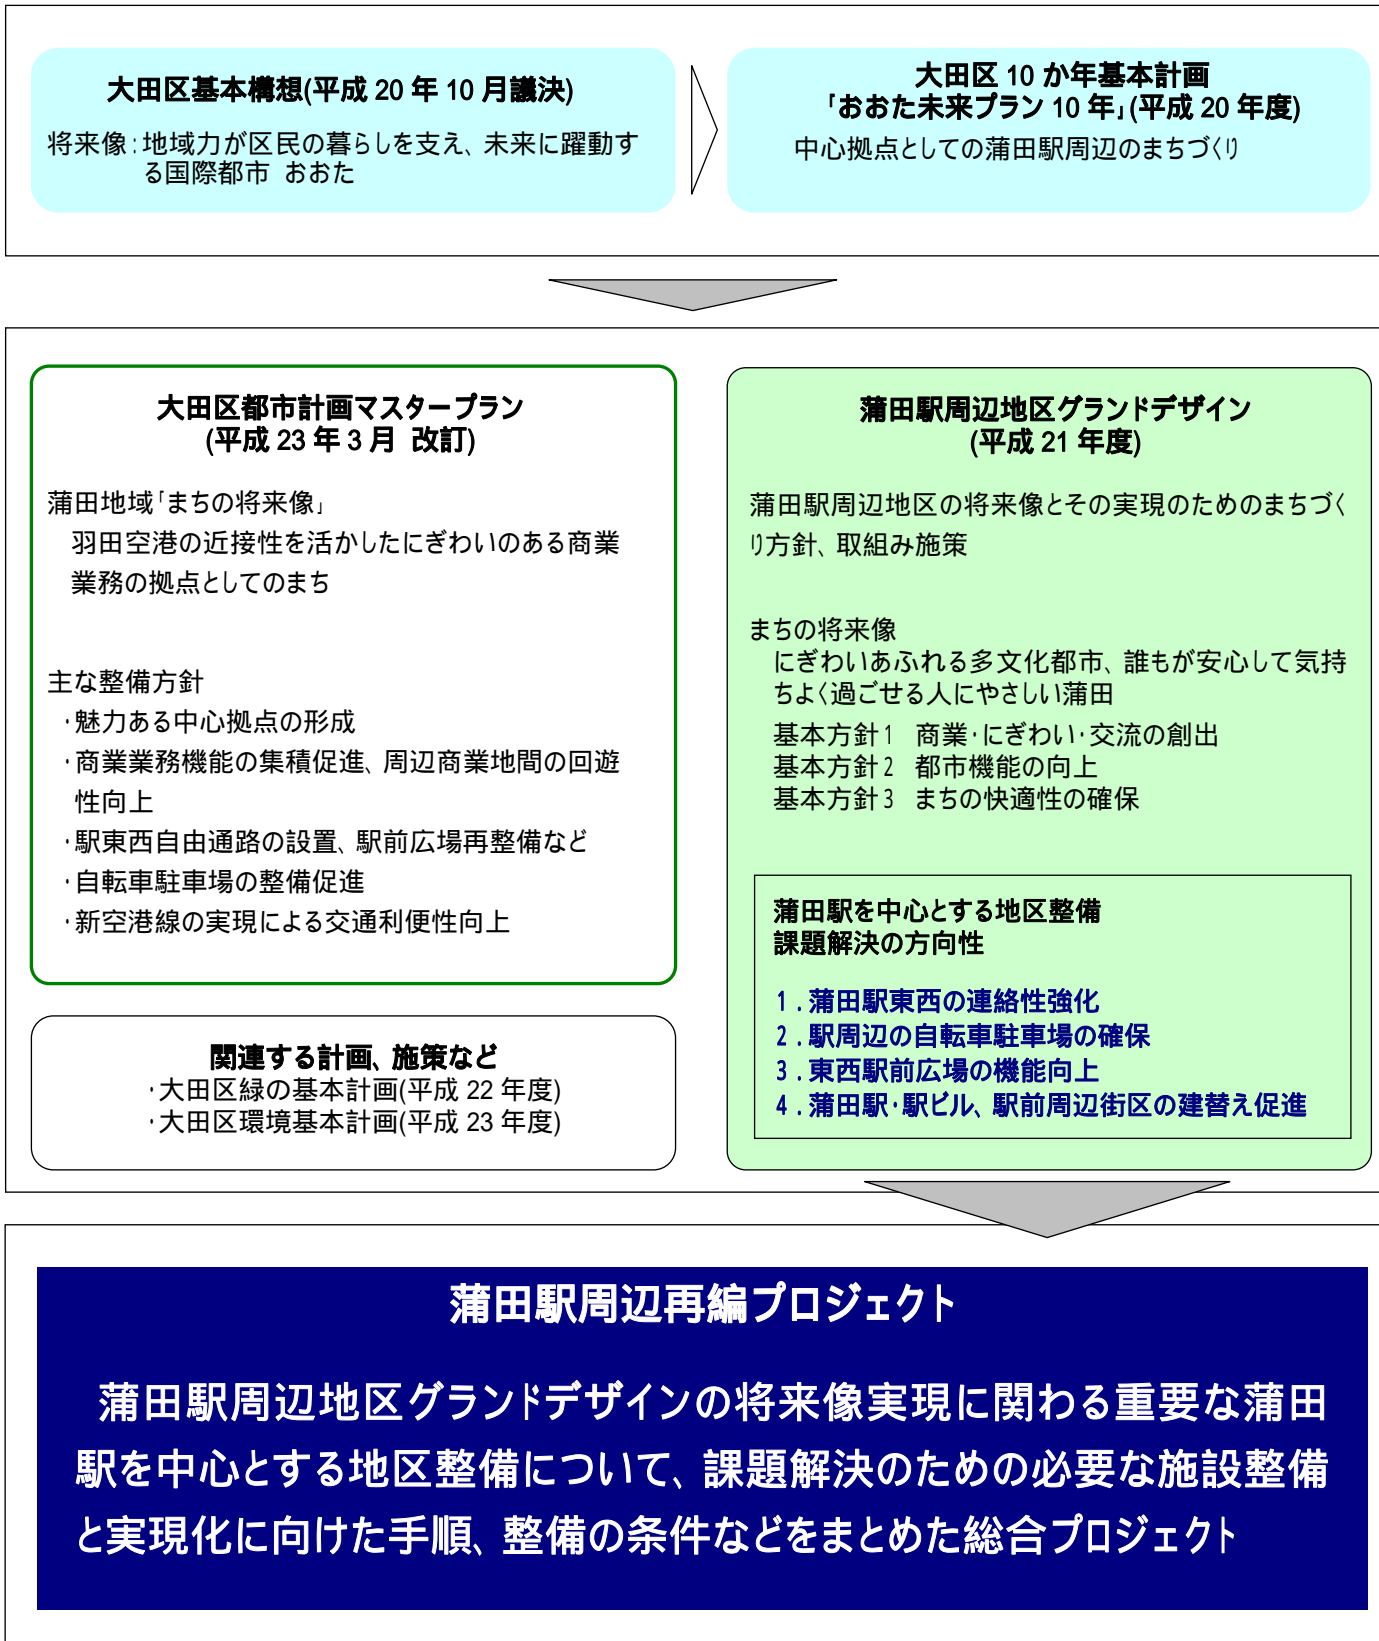 大田区基本構想(平成 20 年 10 月議決)
将来像:地域力が区民の暮らしを支え、未来に躍動す
る国際都市 おおた
大田区 10 か年基本計画
「おおた未来プラン 10 年」(平成 20 年度)
中心拠点としての蒲田駅周辺のまちづくり
大田区都市計画マスタープラン
(平成 23 年 3 月 改訂)
蒲田地域「まちの将来像」
羽田空港の近接性を活かしたにぎわいのある商業
業務の拠点としてのまち
主な整備方針
・魅力ある中心拠点の形成
・商業業務機能の集積促進、周辺商業地間の回遊
性向上
・駅東西自由通路の設置、駅前広場再整備など
・自転車駐車場の整備促進
・新空港線の実現による交通利便性向上
関連する計画、施策など
・大田区緑の基本計画(平成 22 年度)
・大田区環境基本計画(平成 23 年度)
蒲田駅周辺地区グランドデザイン
(平成 21 年度)
蒲田駅周辺地区の将来像とその実現のためのまちづく
り方針、取組み施策
まちの将来像
にぎわいあふれる多文化都市、誰もが安心して気持
ちよく過ごせる人にやさしい蒲田
基本方針1 商業・にぎわい・交流の創出
基本方針2 都市機能の向上
基本方針3 まちの快適性の確保
蒲田駅を中心とする地区整備
課題解決の方向性
1.蒲田駅東西の連絡性強化
2.駅周辺の自転車駐車場の確保
3.東西駅前広場の機能向上
4.蒲田駅・駅ビル、駅前周辺街区の建替え促進
蒲田駅周辺再編プロジェクト
蒲田駅周辺地区グランドデザインの将来像実現に関わる重要な蒲田
駅を中心とする地区整備について、課題解決のための必要な施設整備
と実現化に向けた手順、整備の条件などをまとめた総合プロジェクト